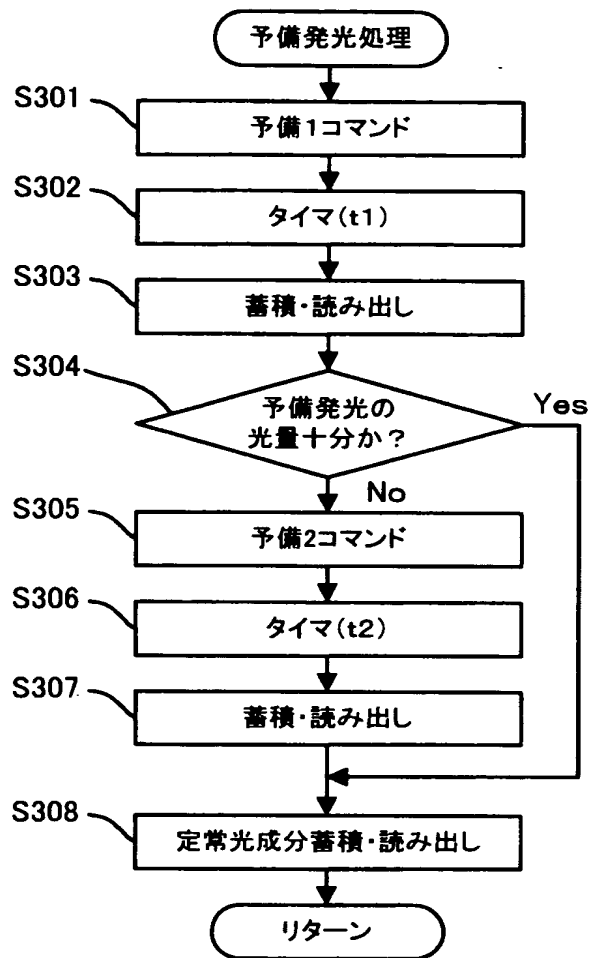 予備発光処理
S301
予備1コマンド
S302
タイマ(t1)
S303
蓄積・読み出し
S304
予備発光の
光量十分か？
Yes
No
S305
予備2コマンド
S306
タイマ(t2)
S307
蓄積・読み出し
S308
定常光成分蓄積・読み出し
リターン